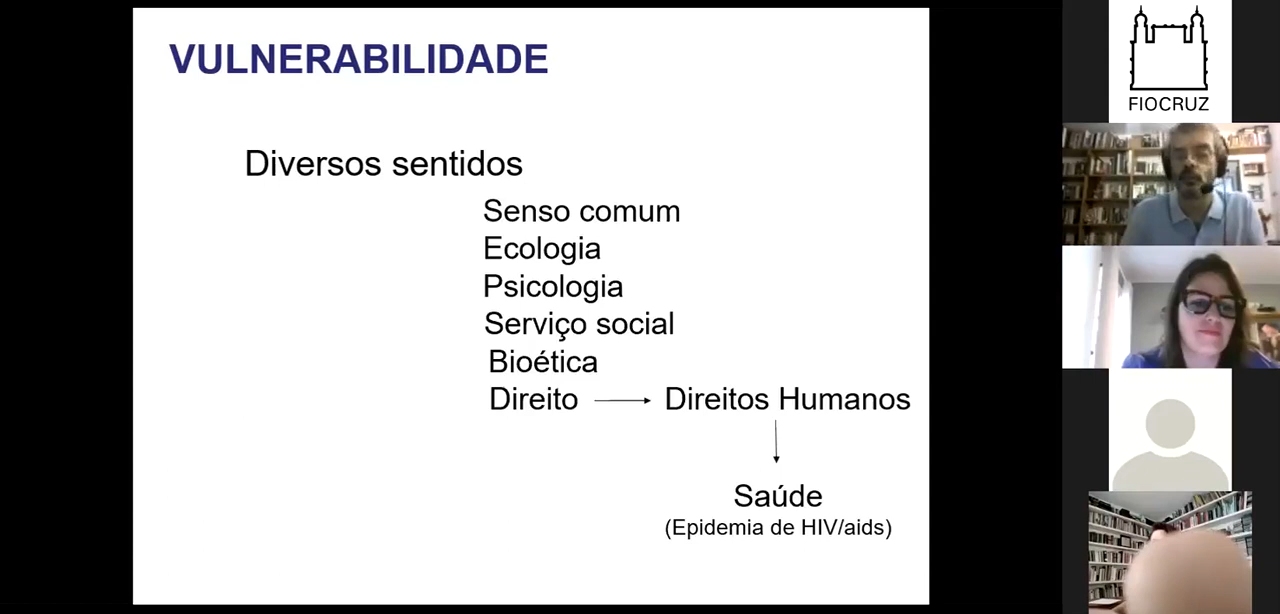 VULNERABILIDADE
Diversos sentidos
Senso comum
Ecologia
Psicologia
Serviço social
Bioética
Direito
Direitos Humanos
Saúde
(Epidemia de HIV/aids)
FIOCRUZ